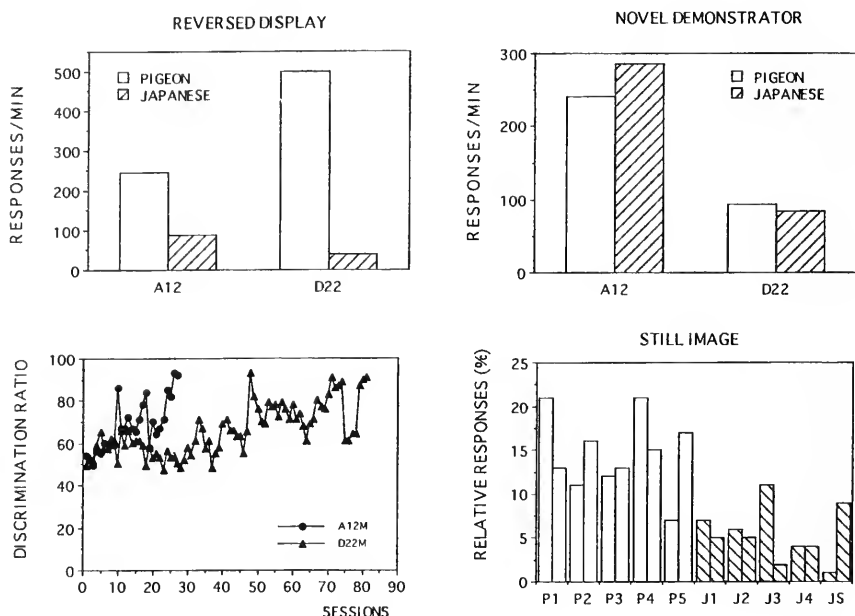 REVERSED DISPLAY
RESPONSES/MIN
500
400
300
200
100
0
PIGEON
JAPANESE
A12 D22
NOVEL DEMONSTRATOR
RESPONSES/MIN
300
200
100
0
PIGEON
JAPANESE
A12 D22
DISCRIMINATION RATIO
100
80
60
40
20
0
A12M
D22M
0 10 20 30 40 50 60 70 80 90
SESSIONS
STILL IMAGE
RELATIVE RESPONSES (%)
25
20
15
10
5
0
P1 P2 P3 P4 P5 J1 J2 J3 J4 J5